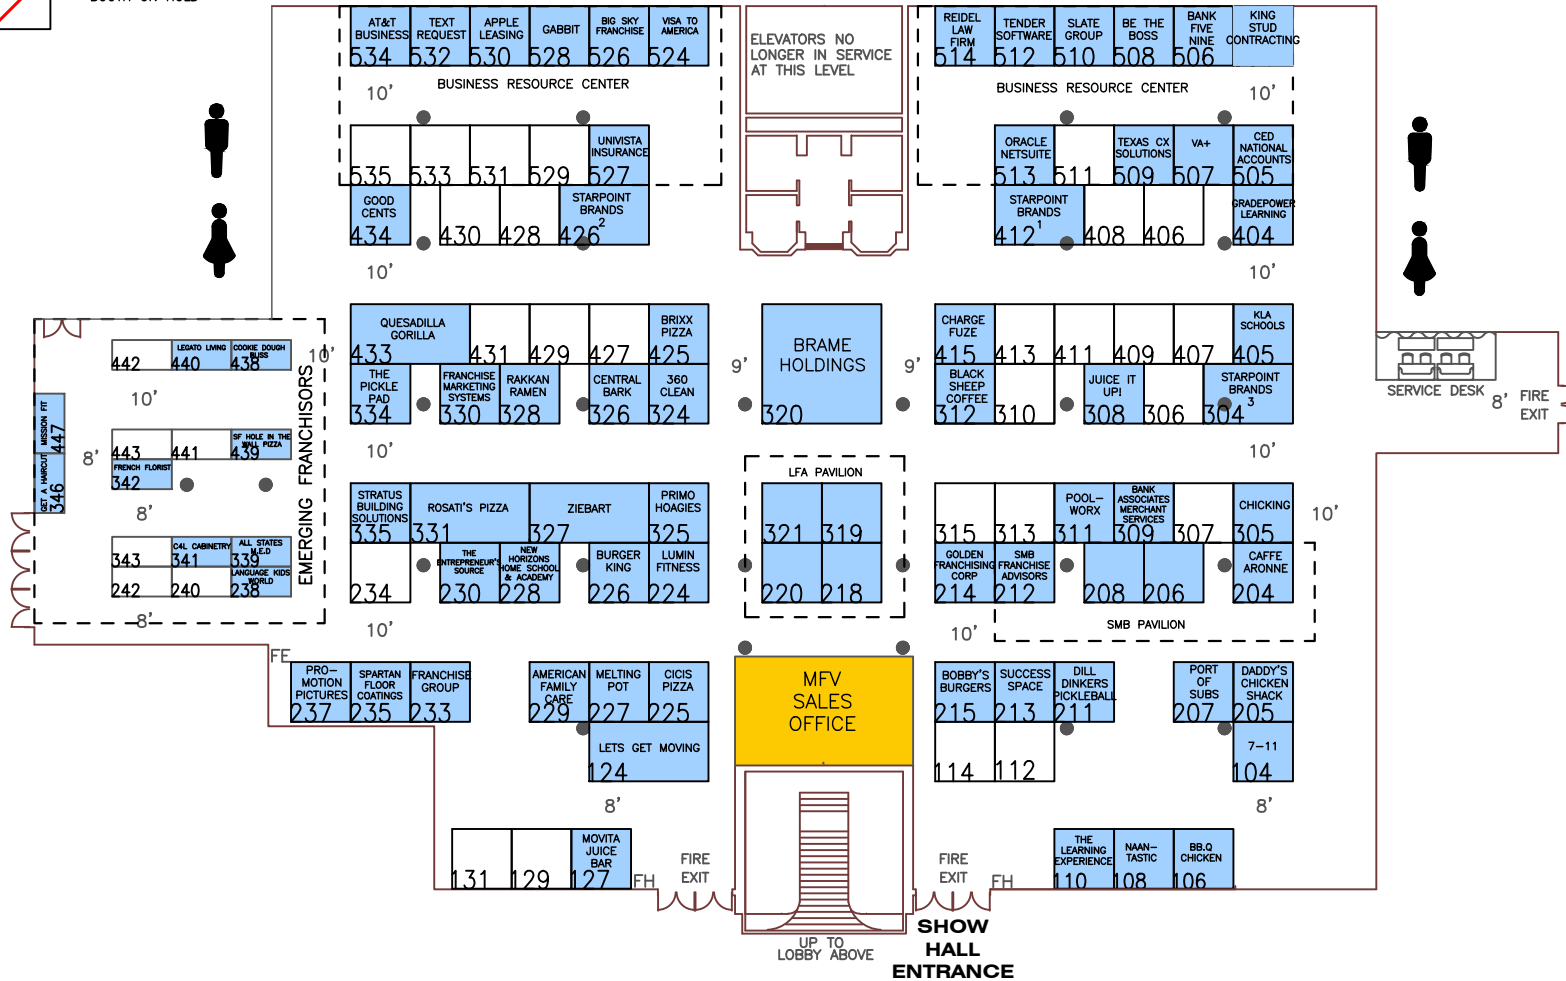 AT&T
BUSINESS
534
TEXT
REQUEST
532
APPLE
LEASING
530
GABBIT
528
BIG SKY
FRANCHISE
526
VISA TO
AMERICA
524
ELEVATORS NO
LONGER IN SERVICE
AT THIS LEVEL
REIDEL
LAW
FIRM
514
TENDER
SOFTWARE
512
SLATE
GROUP
510
BE THE
BOSS
508
BANK
FIVE
NINE
506
KING
STUD
CONTRACTING
BUSINESS RESOURCE CENTER
10'
BUSINESS RESOURCE CENTER
10'
535
533
531
529
UNIVISTA
INSURANCE
527
ORACLE
NETSUITE
513
511
TEXAS CX
SOLUTIONS
509
VA+
507
CED
NATIONAL
ACCOUNTS
505
GOOD
CENTS
434
430
428
STARPOINT
BRANDS
2
426
STARPOINT
BRANDS
1
412
408
406
GRADEPOWER
LEARNING
404
10'
10'
QUESADILLA
GORILLA
433
431
429
427
BRIXX
PIZZA
425
BRAME
HOLDINGS
320
CHARGE
FUZE
415
413
411
409
407
KLA
SCHOOLS
405
THE
PICKLE
PAD
334
FRANCHISE
MARKETING
SYSTEMS
330
RAKKAN
RAMEN
328
CENTRAL
BARK
326
360
CLEAN
324
9'
9'
BLACK
SHEEP
COFFEE
312
310
JUICE IT
UP!
308
306
STARPOINT
BRANDS
3
304
SERVICE DESK
8'
FIRE
EXIT
442
LEGATO LIVING
440
COOKIE DOUGH
BLISS
438
10'
10'
MISSION FIT
447
GET A HAIRCUT
346
8'
443
441
SF HOLE IN THE
WALL PIZZA
439
FRENCH FLORIST
342
8'
343
C4L CABINETRY
341
ALL STATES
M.E.D
339
242
240
LANGUAGE KIDS
WORLD
238
8'
EMERGING FRANCHISORS
10'
STRATUS
BUILDING
SOLUTIONS
335
ROSATI'S PIZZA
331
ZIEBART
327
PRIMO
HOAGIES
325
LFA PAVILION
321
319
220
218
315
313
POOL-
WORX
311
BANK
ASSOCIATES
MERCHANT
SERVICES
309
307
CHICKING
305
10'
234
THE
ENTREPRENEUR'S
SOURCE
230
NEW
HORIZONS
HOME SCHOOL
& ACADEMY
228
BURGER
KING
226
LUMIN
FITNESS
224
GOLDEN
FRANCHISING
CORP
214
SMB
FRANCHISE
ADVISORS
212
208
206
CAFFE
ARONNE
204
SMB PAVILION
10'
10'
FE
PRO-
MOTION
PICTURES
237
SPARTAN
FLOOR
COATINGS
235
FRANCHISE
GROUP
233
AMERICAN
FAMILY
CARE
229
MELTING
POT
227
CICIS
PIZZA
225
MFV
SALES
OFFICE
BOBBY'S
BURGERS
215
SUCCESS
SPACE
213
DILL
DINKERS
PICKLEBALL
211
PORT
OF
SUBS
207
DADDY'S
CHICKEN
SHACK
205
LETS GET MOVING
124
114
112
7-11
104
8'
8'
131
129
MOVITA
JUICE
BAR
127
FH
FIRE
EXIT
FIRE
EXIT
FH
THE
LEARNING
EXPERIENCE
110
NAAN-
TASTIC
108
BB.Q
CHICKEN
106
UP TO
LOBBY ABOVE
SHOW
HALL
ENTRANCE